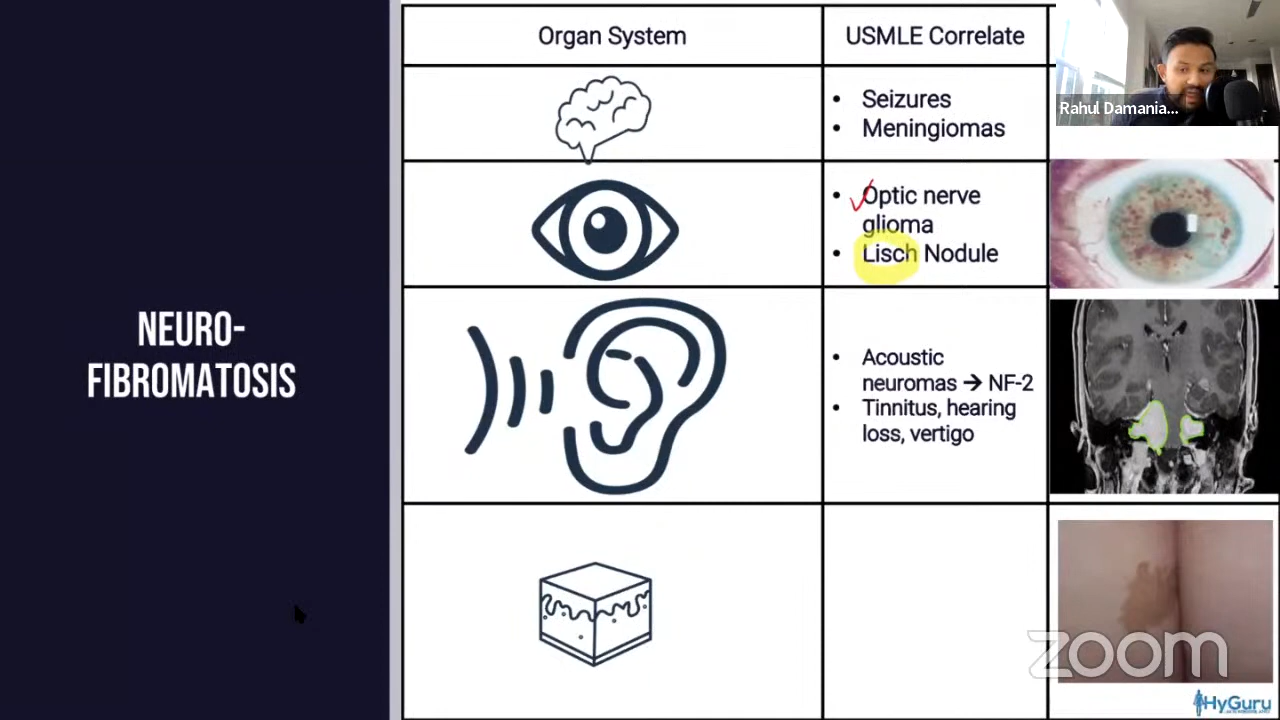 Organ System
USMLE Correlate
Rahul Damania...
• Seizures
• Meningiomas
• Optic nerve
glioma
• Lisch Nodule
NEURO-
FIBROMATOSIS
• Acoustic
neuromas → NF-2
• Tinnitus, hearing
loss, vertigo
zoom
HyGuru